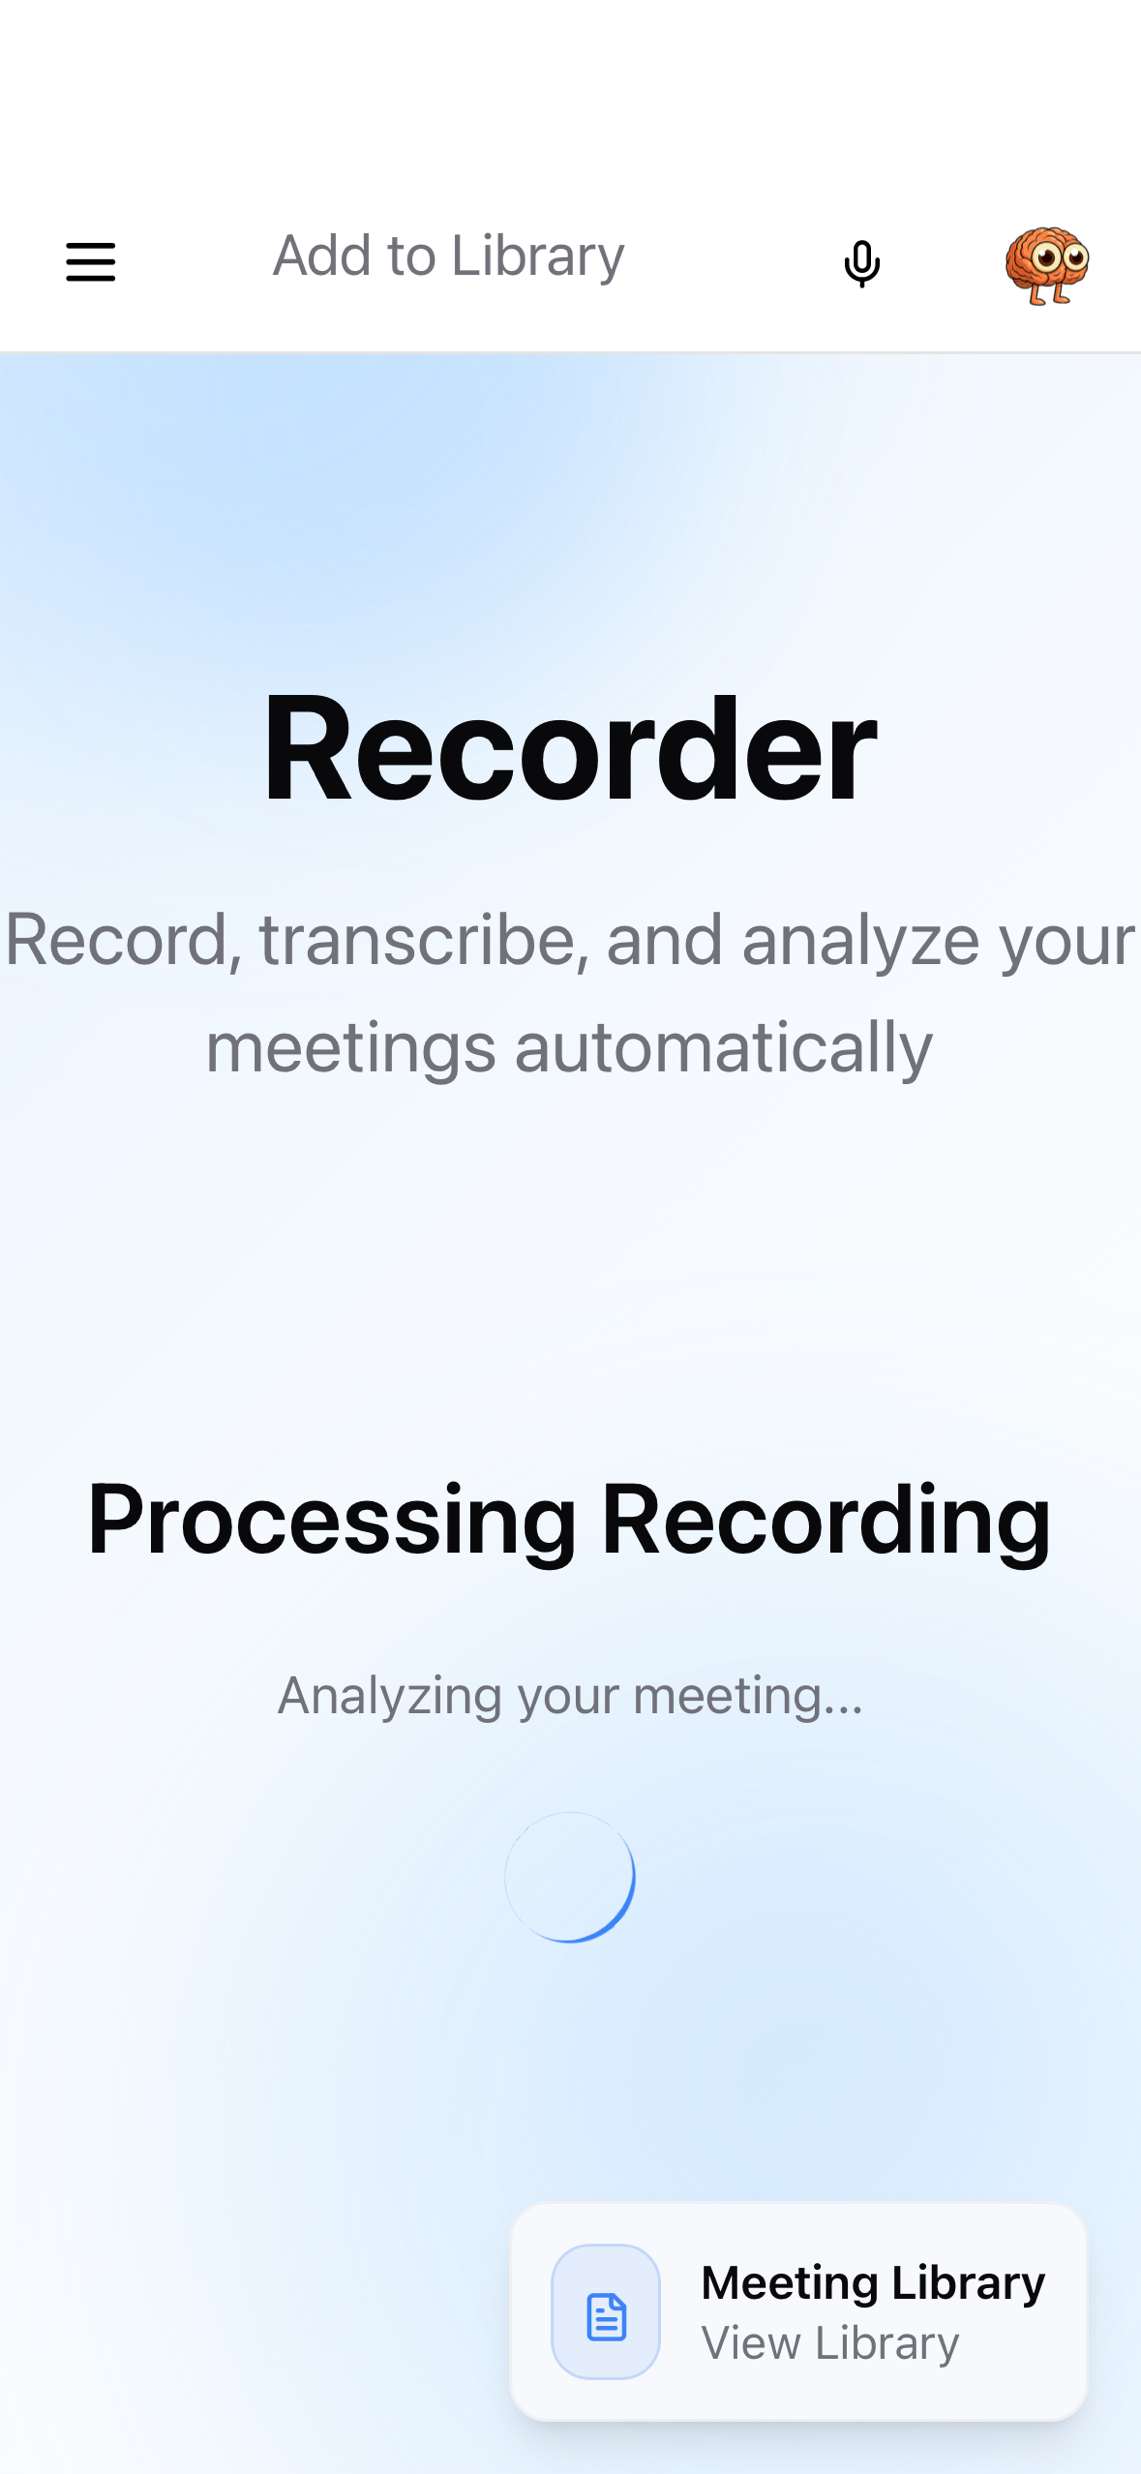 Add to Library
Recorder
Record, transcribe, and analyze your
meetings automatically
Processing Recording
Analyzing your meeting...
Meeting Library
View Library